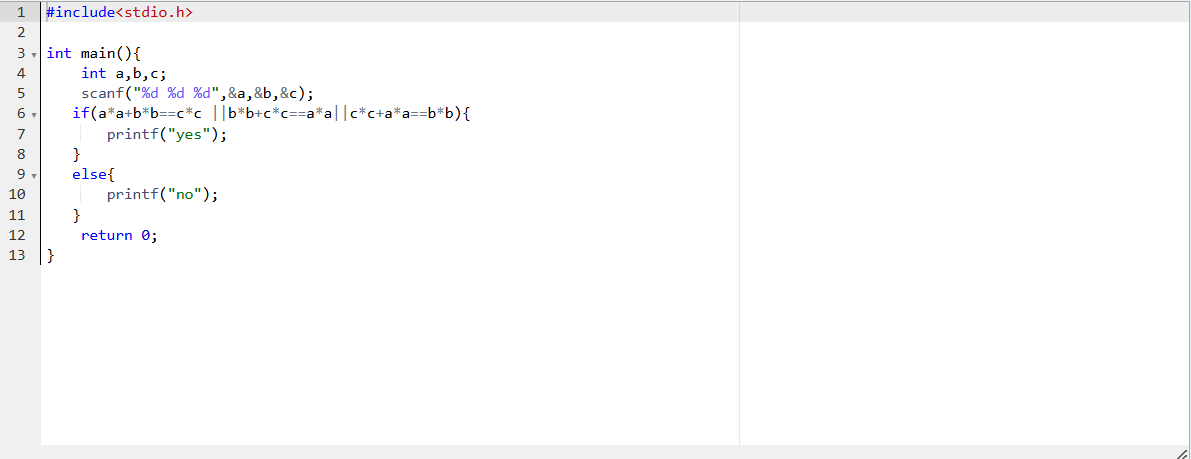 1 #include<stdio.h>
2
3 int main(){
4     int a,b,c;
5     scanf("%d %d %d",&a,&b,&c);
6    if(a*a+b*b==c*c ||b*b+c*c==a*a||c*c+a*a==b*b){
7        printf("yes");
8    }
9    else{
10        printf("no");
11    }
12     return 0;
13 }